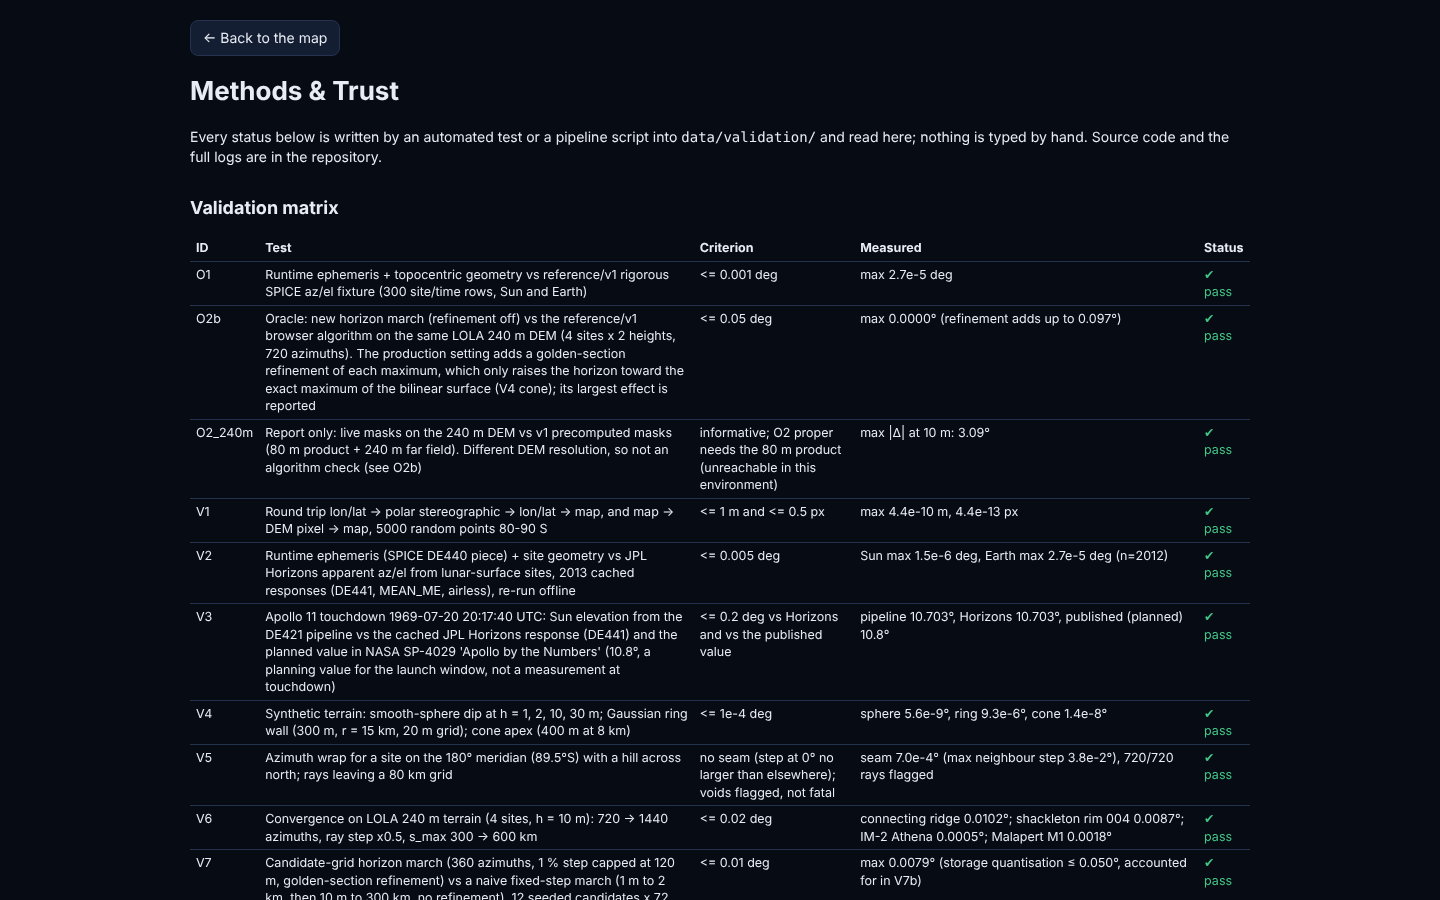 ← Back to the map
Methods & Trust
Every status below is written by an automated test or a pipeline script into data/validation/ and read here; nothing is typed by hand. Source code and the
full logs are in the repository.
Validation matrix
ID Test Criterion Measured Status
O1 Runtime ephemeris + topocentric geometry vs reference/v1 rigorous <= 0.001 deg max 2.7e-5 deg ✔
SPICE az/el fixture (300 site/time rows, Sun and Earth) pass
O2b Oracle: new horizon march (refinement off) vs the reference/v1 <= 0.05 deg max 0.0000° (refinement adds up to 0.097°) ✔
browser algorithm on the same LOLA 240 m DEM (4 sites x 2 heights, pass
720 azimuths). The production setting adds a golden-section
refinement of each maximum, which only raises the horizon toward the
exact maximum of the bilinear surface (V4 cone); its largest effect is
reported
O2_240m Report only: live masks on the 240 m DEM vs v1 precomputed masks informative; O2 proper max |Δ| at 10 m: 3.09° ✔
(80 m product + 240 m far field). Different DEM resolution, so not an needs the 80 m product pass
algorithm check (see O2b) (unreachable in this
environment)
V1 Round trip lon/lat → polar stereographic → lon/lat → map, and map → <= 1 m and <= 0.5 px max 4.4e-10 m, 4.4e-13 px ✔
DEM pixel → map, 5000 random points 80-90 S pass
V2 Runtime ephemeris (SPICE DE440 piece) + site geometry vs JPL <= 0.005 deg Sun max 1.5e-6 deg, Earth max 2.7e-5 deg (n=2012) ✔
Horizons apparent az/el from lunar-surface sites, 2013 cached pass
responses (DE441, MEAN_ME, airless), re-run offline
V3 Apollo 11 touchdown 1969-07-20 20:17:40 UTC: Sun elevation from the <= 0.2 deg vs Horizons pipeline 10.703°, Horizons 10.703°, published (planned) ✔
DE421 pipeline vs the cached JPL Horizons response (DE441) and the and vs the published 10.8° pass
planned value in NASA SP-4029 'Apollo by the Numbers' (10.8°, a value
planning value for the launch window, not a measurement at
touchdown)
V4 Synthetic terrain: smooth-sphere dip at h = 1, 2, 10, 30 m; Gaussian ring <= 1e-4 deg sphere 5.6e-9°, ring 9.3e-6°, cone 1.4e-8° ✔
wall (300 m, r = 15 km, 20 m grid); cone apex (400 m at 8 km) pass
V5 Azimuth wrap for a site on the 180° meridian (89.5°S) with a hill across no seam (step at 0° no seam 7.0e-4° (max neighbour step 3.8e-2°), 720/720 ✔
north; rays leaving a 80 km grid larger than elsewhere); rays flagged pass
voids flagged, not fatal
V6 Convergence on LOLA 240 m terrain (4 sites, h = 10 m): 720 → 1440 <= 0.02 deg connecting ridge 0.0102°; shackleton rim 004 0.0087°; ✔
azimuths, ray step x0.5, s_max 300 → 600 km IM-2 Athena 0.0005°; Malapert M1 0.0018° pass
V7 Candidate-grid horizon march (360 azimuths, 1 % step capped at 120 <= 0.01 deg max 0.0079° (storage quantisation ≤ 0.050°, accounted ✔
m, golden-section refinement) vs a naive fixed-step march (1 m to 2 for in V7b) pass
km, then 10 m to 300 km, no refinement), 12 seeded candidates x 72